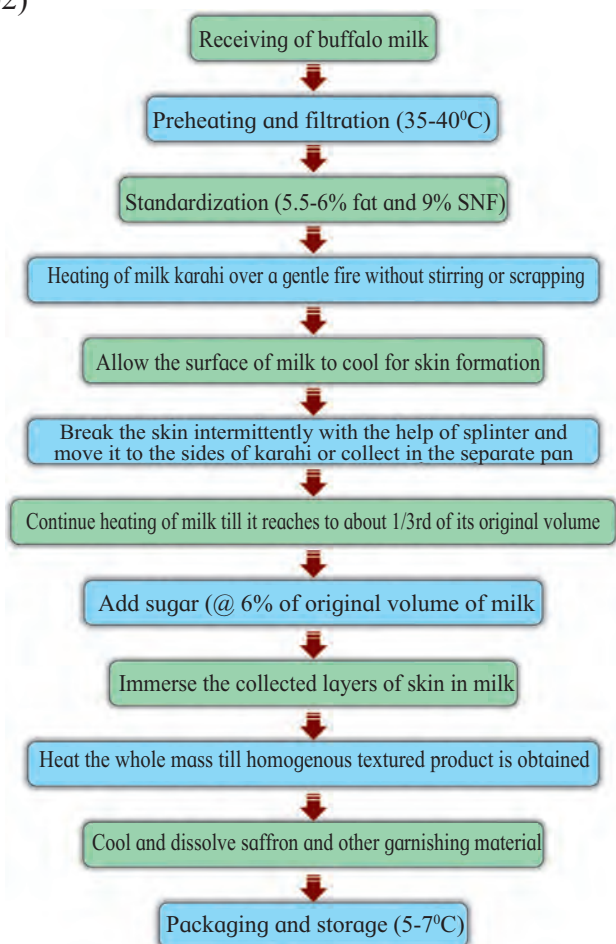 2)
Receiving of buffalo milk
Preheating and filtration (35-40⁰C)
Standardization (5.5-6% fat and 9% SNF)
Heating of milk karahi over a gentle fire without stirring or scrapping
Allow the surface of milk to cool for skin formation
Break the skin intermittently with the help of splinter and
move it to the sides of karahi or collect in the separate pan
Continue heating of milk till it reaches to about 1/3rd of its original volume
Add sugar (@ 6% of original volume of milk
Immerse the collected layers of skin in milk
Heat the whole mass till homogenous textured product is obtained
Cool and dissolve saffron and other garnishing material
Packaging and storage (5-7⁰C)